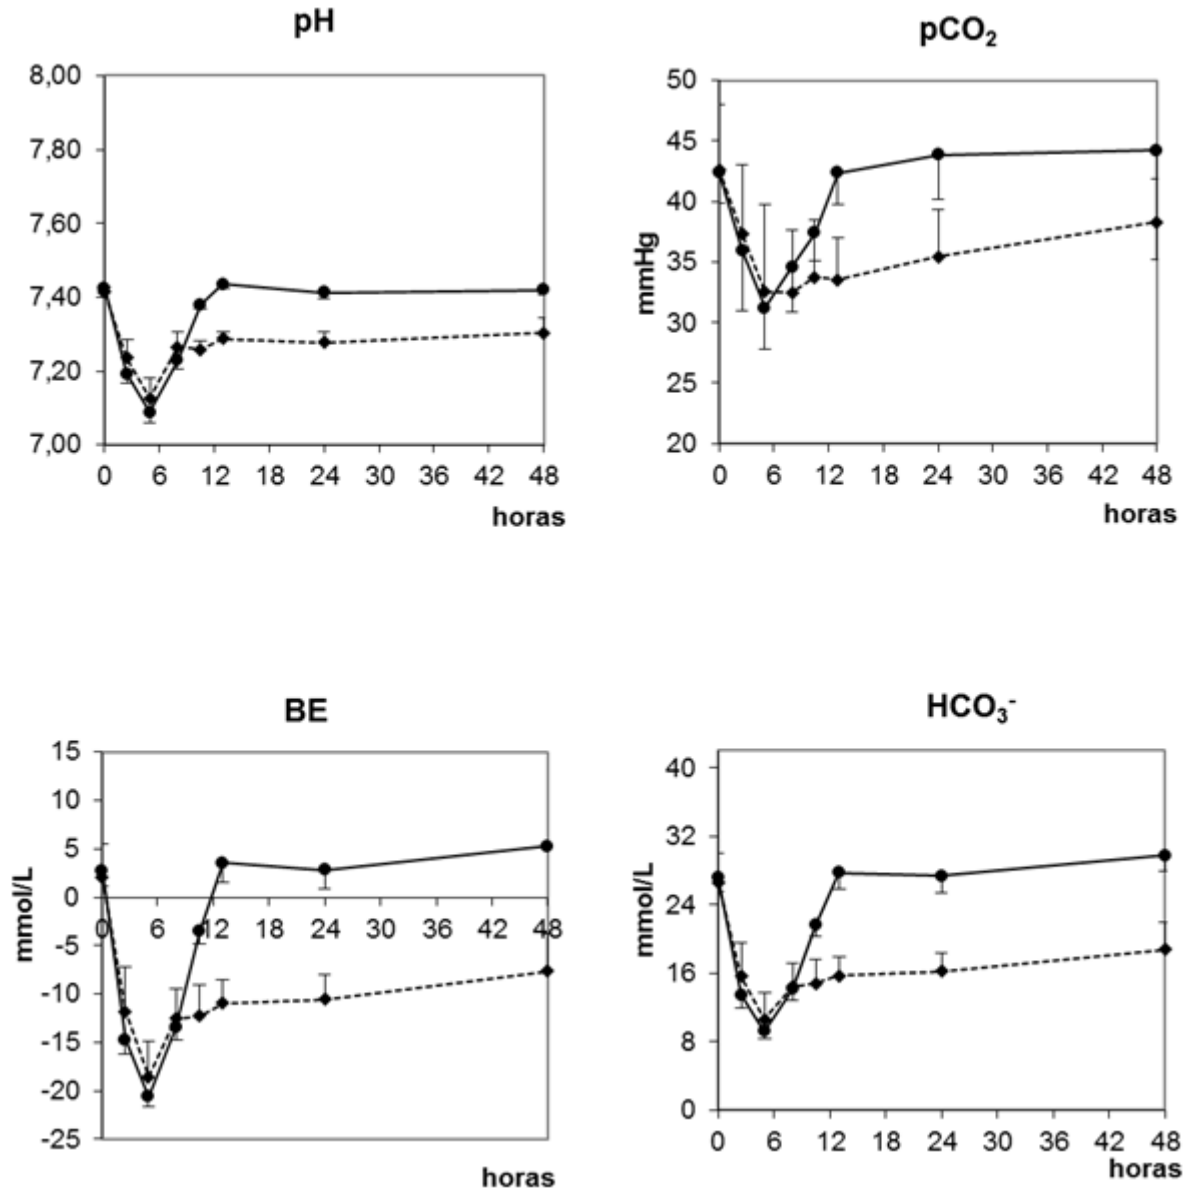 pH
8,00
7,80
7,60
7,40
7,20
7,00
0 6 12 18 24 30 36 42 48
horas
pCO₂
50
45
40
35
30
25
20
mmHg
0 6 12 18 24 30 36 42 48
horas
BE
15
10
5
0
-5
-10
-15
-20
-25
mmol/L
0 6 12 18 24 30 36 42 48
horas
HCO₃⁻
40
32
24
16
8
0
mmol/L
0 6 12 18 24 30 36 42 48
horas